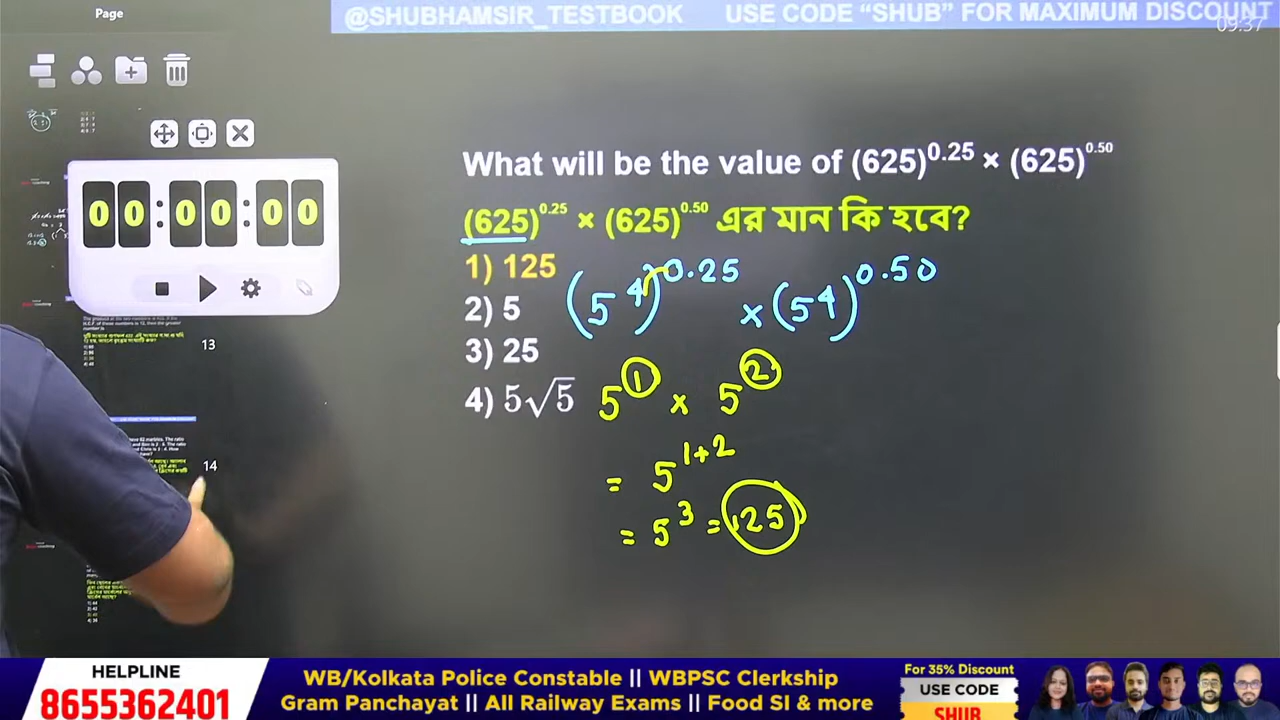 Page
@SHUBHAMSIR_TESTBOOK USE CODE “SHUB” FOR MAXIMUM DISCOUNT
09:37
00:00:00
What will be the value of (625)^0.25 × (625)^0.50
(625)^0.25 × (625)^0.50 এর মান কি হবে?
1) 125
2) 5
3) 25
4) 5√5
(5^4)^0.25 × (5^4)^0.50
5^1 × 5^2
= 5^1+2
= 5^3 = 125
13
14
HELPLINE
8655362401
WB/Kolkata Police Constable || WBPSC Clerkship
Gram Panchayat || All Railway Exams || Food SI & more
For 35% Discount
USE CODE
SHUB